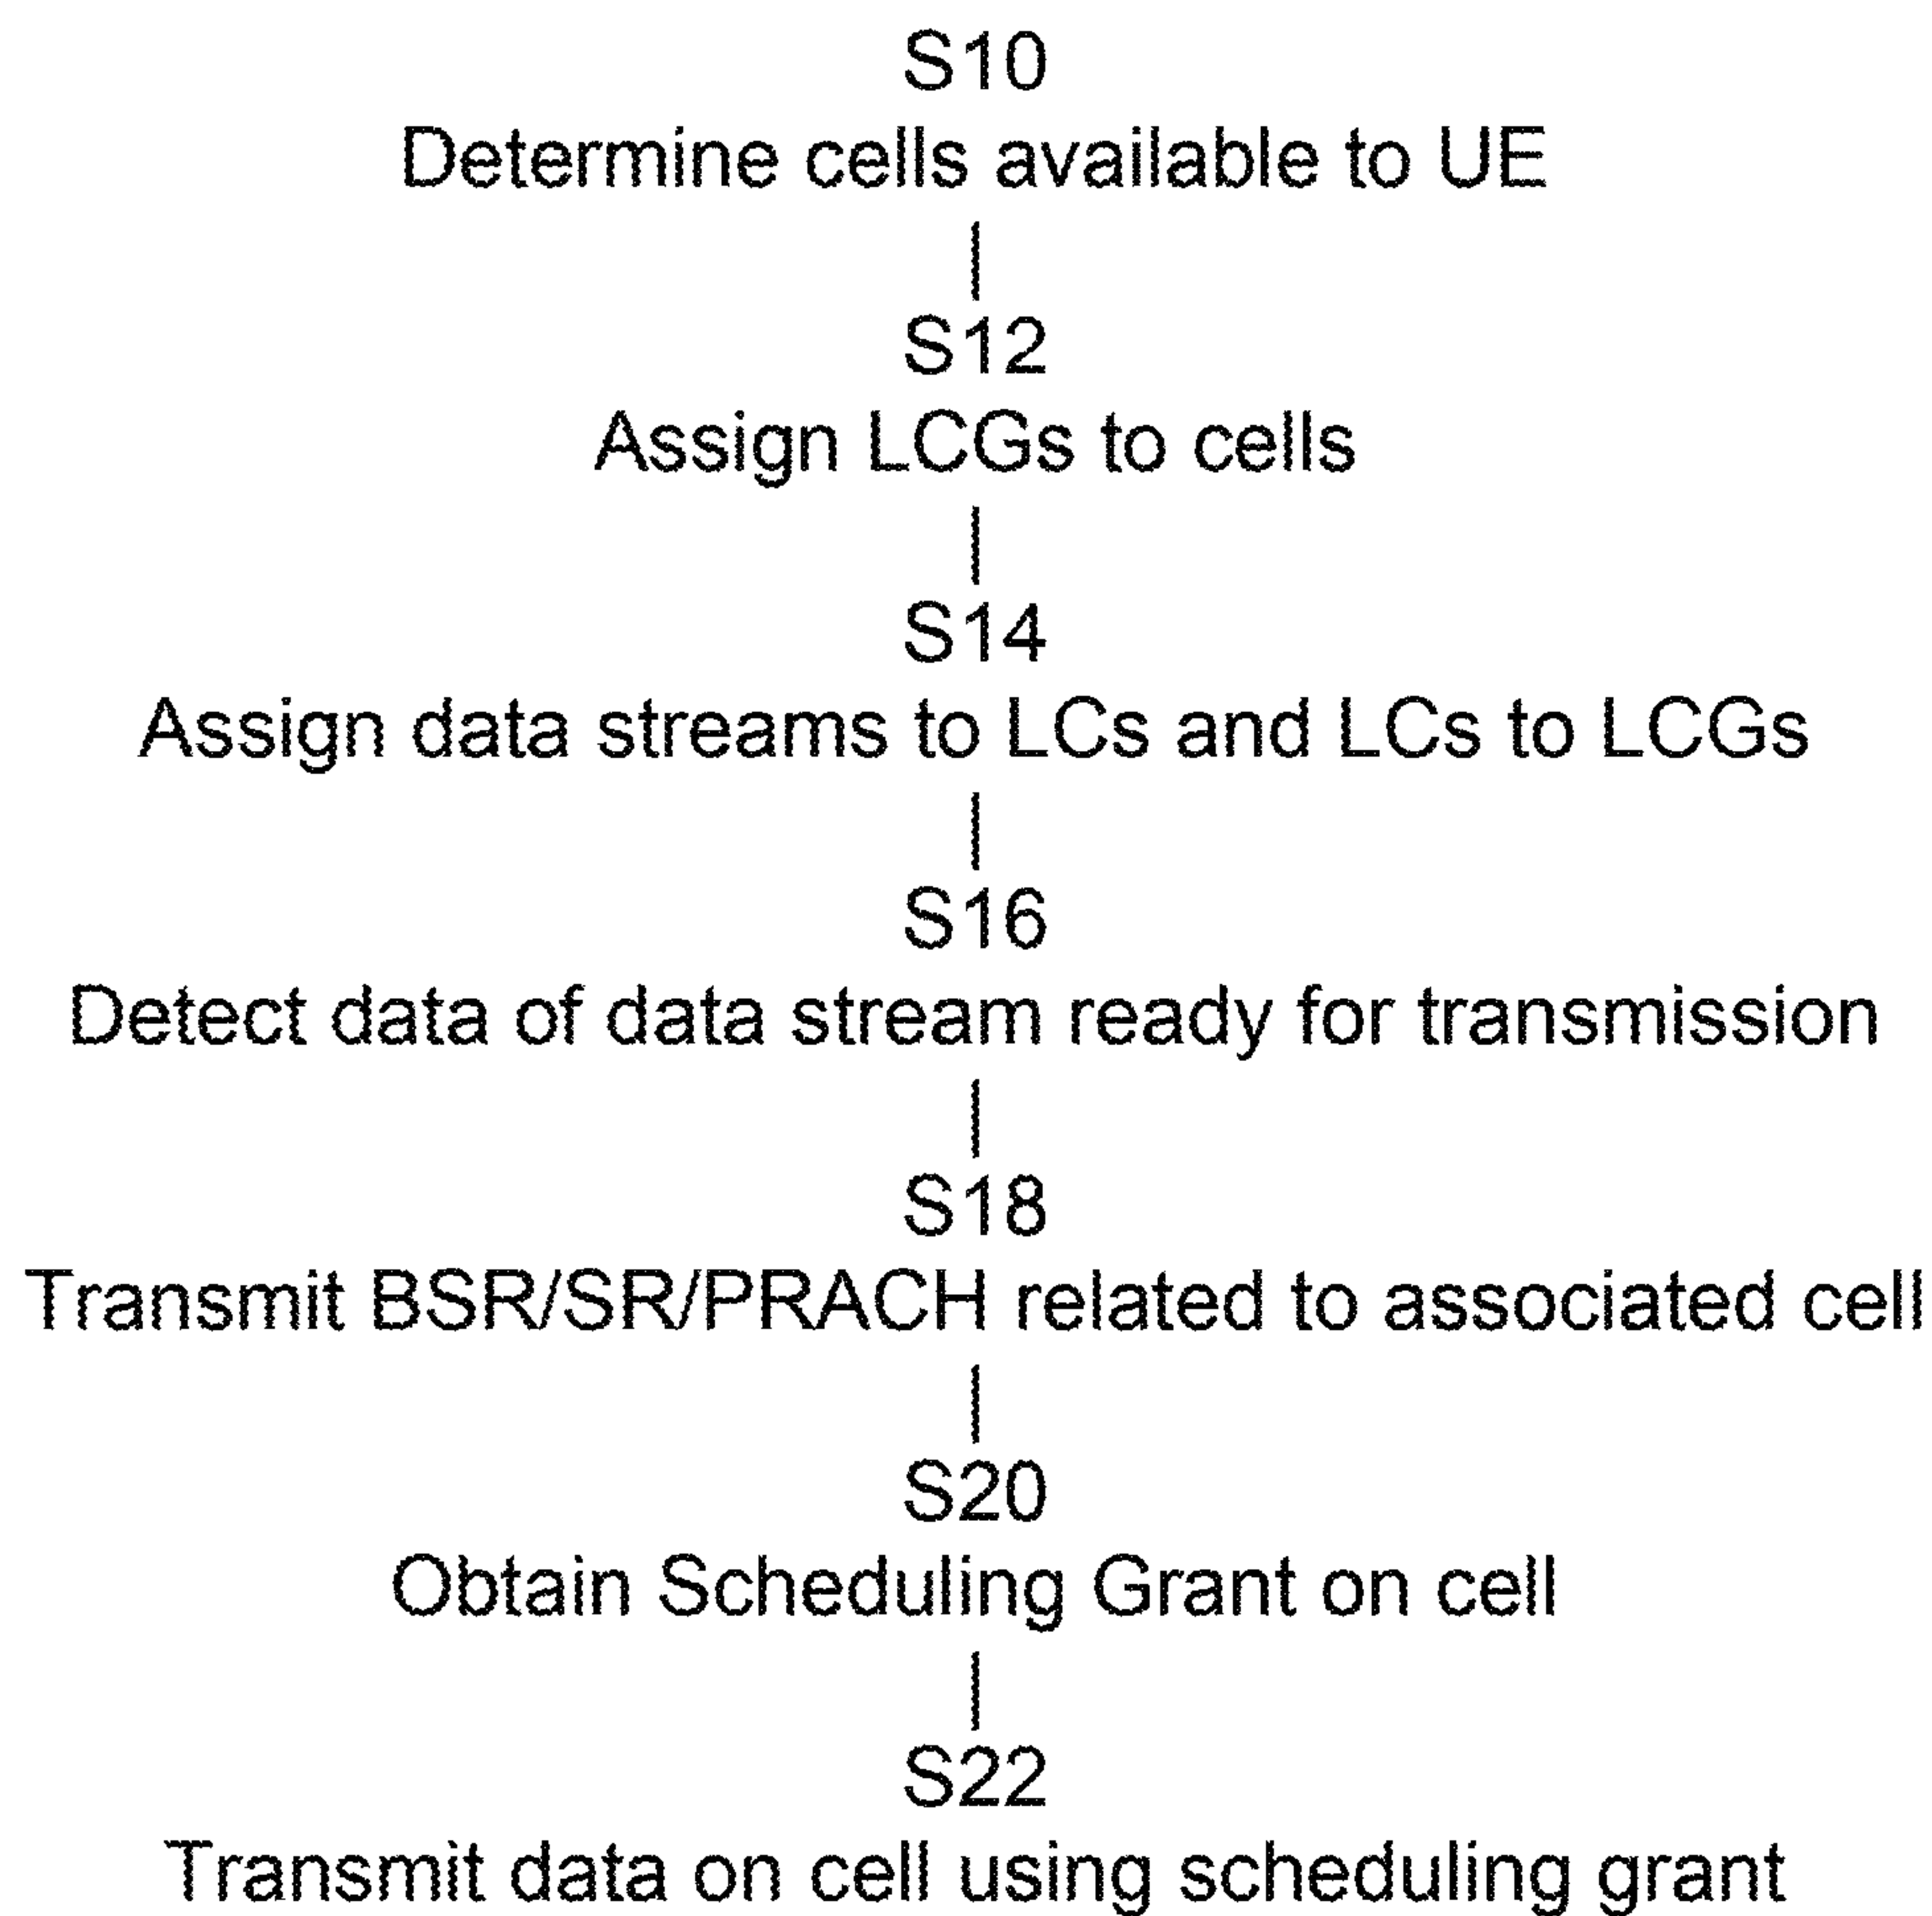 S10
Determine cells available to UE
S12
Assign LCGs to cells
S14
Assign data streams to LCs and LCs to LCGs
S16
Detect data of data stream ready for transmission
S18
Transmit BSR/SR/PRACH related to associated cell
S20
Obtain Scheduling Grant on cell
S22
Transmit data on cell using scheduling grant